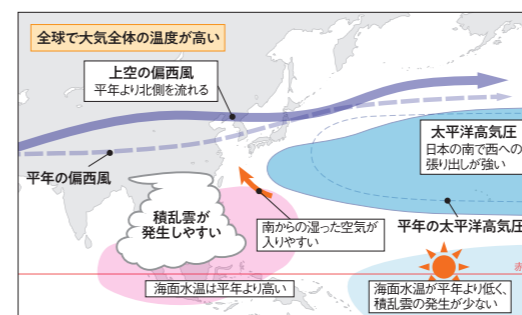 全球で大気全体の温度が高い
上空の偏西風
平年より北側を流れる
平年の偏西風
太平洋高気圧
日本の南で西への
張り出しが強い
積乱雲が
発生しやすい
南からの湿った空気が
入りやすい
平年の太平洋高気圧
赤
海面水温は平年より高い
海面水温が平年より低く、
積乱雲の発生が少ない